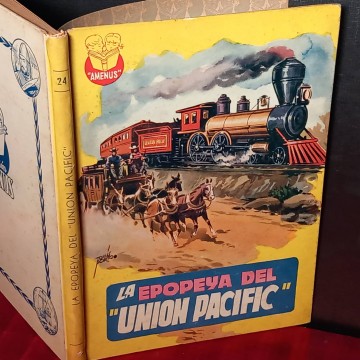 "AMENUS"
LA EPOPEYA DEL
"UNION PACIFIC"
24
LA EPOPEYA DEL "UNION PACIFIC"